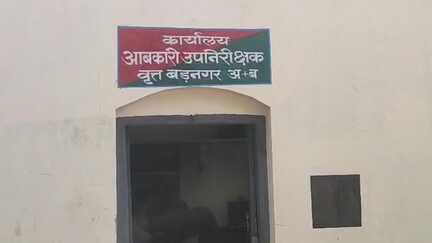 कार्यालय
आबकारी उपनिरीक्षक
वृत्त बड़नगर अ+ब